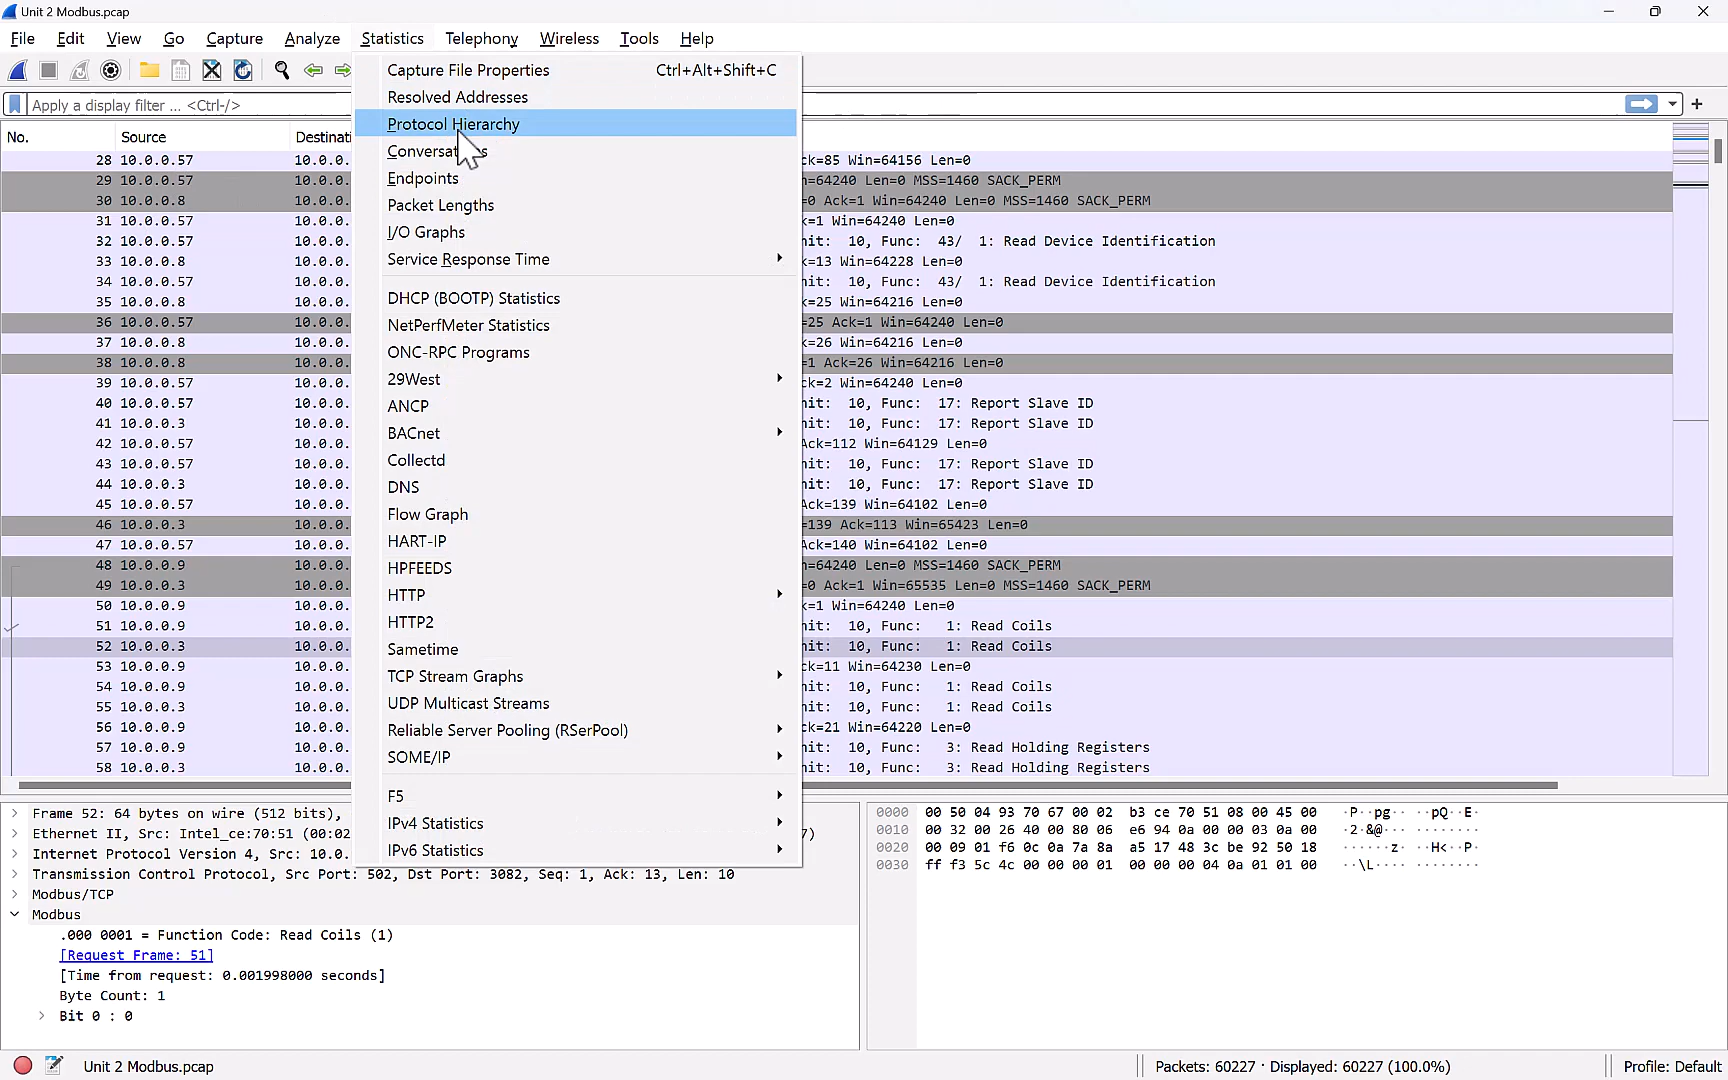 Unit 2 Modbus.pcap
File Edit View Go Capture Analyze Statistics Telephony Wireless Tools Help
Apply a display filter ... <Ctrl-/>
No. Source Destinati
28 10.0.0.57 10.0.0. ck=85 Win=64156 Len=0
29 10.0.0.57 10.0.0. =64240 Len=0 MSS=1460 SACK_PERM
30 10.0.0.8 10.0.0. =0 Ack=1 Win=64240 Len=0 MSS=1460 SACK_PERM
31 10.0.0.57 10.0.0. k=1 Win=64240 Len=0
32 10.0.0.57 10.0.0. nit: 10, Func: 43/ 1: Read Device Identification
33 10.0.0.8 10.0.0. =13 Win=64228 Len=0
34 10.0.0.57 10.0.0. nit: 10, Func: 43/ 1: Read Device Identification
35 10.0.0.8 10.0.0. =25 Win=64216 Len=0
36 10.0.0.57 10.0.0. =25 Ack=1 Win=64240 Len=0
37 10.0.0.8 10.0.0. =26 Win=64216 Len=0
38 10.0.0.8 10.0.0. =1 Ack=26 Win=64216 Len=0
39 10.0.0.57 10.0.0. ck=2 Win=64240 Len=0
40 10.0.0.57 10.0.0. nit: 10, Func: 17: Report Slave ID
41 10.0.0.3 10.0.0. nit: 10, Func: 17: Report Slave ID
42 10.0.0.57 10.0.0. Ack=112 Win=64129 Len=0
43 10.0.0.57 10.0.0. nit: 10, Func: 17: Report Slave ID
44 10.0.0.3 10.0.0. nit: 10, Func: 17: Report Slave ID
45 10.0.0.57 10.0.0. Ack=139 Win=64102 Len=0
46 10.0.0.3 10.0.0. =139 Ack=113 Win=65423 Len=0
47 10.0.0.57 10.0.0. Ack=140 Win=64102 Len=0
48 10.0.0.9 10.0.0. =64240 Len=0 MSS=1460 SACK_PERM
49 10.0.0.3 10.0.0. =0 Ack=1 Win=65535 Len=0 MSS=1460 SACK_PERM
50 10.0.0.9 10.0.0. k=1 Win=64240 Len=0
51 10.0.0.9 10.0.0. nit: 10, Func: 1: Read Coils
52 10.0.0.3 10.0.0. nit: 10, Func: 1: Read Coils
53 10.0.0.9 10.0.0. ck=11 Win=64230 Len=0
54 10.0.0.9 10.0.0. nit: 10, Func: 1: Read Coils
55 10.0.0.3 10.0.0. nit: 10, Func: 1: Read Coils
56 10.0.0.9 10.0.0. ck=21 Win=64220 Len=0
57 10.0.0.9 10.0.0. nit: 10, Func: 3: Read Holding Registers
58 10.0.0.3 10.0.0. nit: 10, Func: 3: Read Holding Registers
Capture File Properties Ctrl+Alt+Shift+C
Resolved Addresses
Protocol Hierarchy
Conversat s
Endpoints
Packet Lengths
I/O Graphs
Service Response Time
DHCP (BOOTP) Statistics
NetPerfMeter Statistics
ONC-RPC Programs
29West
ANCP
BACnet
Collectd
DNS
Flow Graph
HART-IP
HPFEEDS
HTTP
HTTP2
Sametime
TCP Stream Graphs
UDP Multicast Streams
Reliable Server Pooling (RSerPool)
SOME/IP
F5
IPv4 Statistics
IPv6 Statistics
Frame 52: 64 bytes on wire (512 bits),
Ethernet II, Src: Intel_ce:70:51 (00:02 7)
Internet Protocol Version 4, Src: 10.0.
Transmission Control Protocol, Src Port: 502, Dst Port: 3082, Seq: 1, Ack: 13, Len: 10
Modbus/TCP
Modbus
.000 0001 = Function Code: Read Coils (1)
[Request Frame: 51]
[Time from request: 0.001998000 seconds]
Byte Count: 1
Bit 0 : 0
0000 00 50 04 93 70 67 00 02 b3 ce 70 51 08 00 45 00 ·P··pg·· ··pQ··E·
0010 00 32 00 26 40 00 80 06 e6 94 0a 00 00 03 0a 00 ·2·&@··· ········
0020 00 09 01 f6 0c 0a 7a 8a a5 17 48 3c be 92 50 18 ······z· ··H<··P·
0030 ff f3 5c 4c 00 00 00 01 00 00 00 04 0a 01 01 00 ··\L···· ········
Unit 2 Modbus.pcap Packets: 60227 · Displayed: 60227 (100.0%) Profile: Default